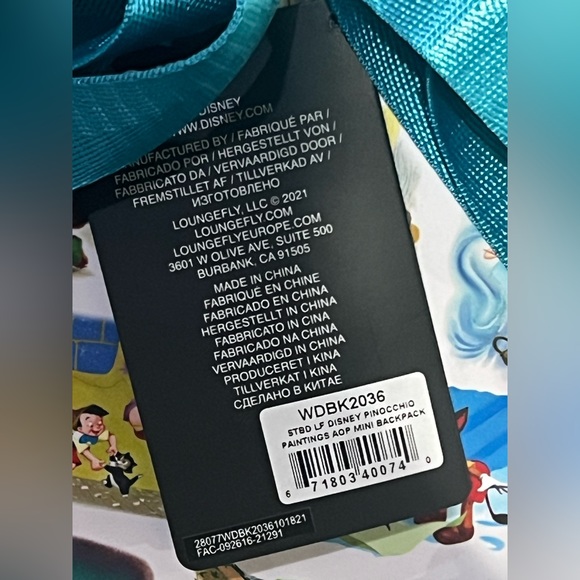 DISNEY
WWW.DISNEY.COM
MANUFACTURED BY / FABRIQUÉ PAR /
FABRICADO POR / HERGESTELLT VON /
FABBRICATO DA / VERVAARDIGD DOOR /
FREMSTILLET AF / TILLVERKAD AV /
ИЗГОТОВЛЕНО
LOUNGEFLY, LLC © 2021
LOUNGEFLY.COM
LOUNGEFLYEUROPE.COM
3601 W OLIVE AVE, SUITE 500
BURBANK, CA 91505
MADE IN CHINA
FABRIQUÉ EN CHINE
FABRICADO EN CHINA
HERGESTELLT IN CHINA
FABBRICATO IN CINA
FABRICADO NA CHINA
VERVAARDIGD IN CHINA
PRODUCERET I KINA
TILLVERKAT I KINA
СДЕЛАНО В КИТАЕ
WDBK2036
STBD LF DISNEY PINOCCHIO
PAINTINGS AOP MINI BACKPACK
6 71803 40074 0
28077WDBK2036101821
FAC-092616-21291